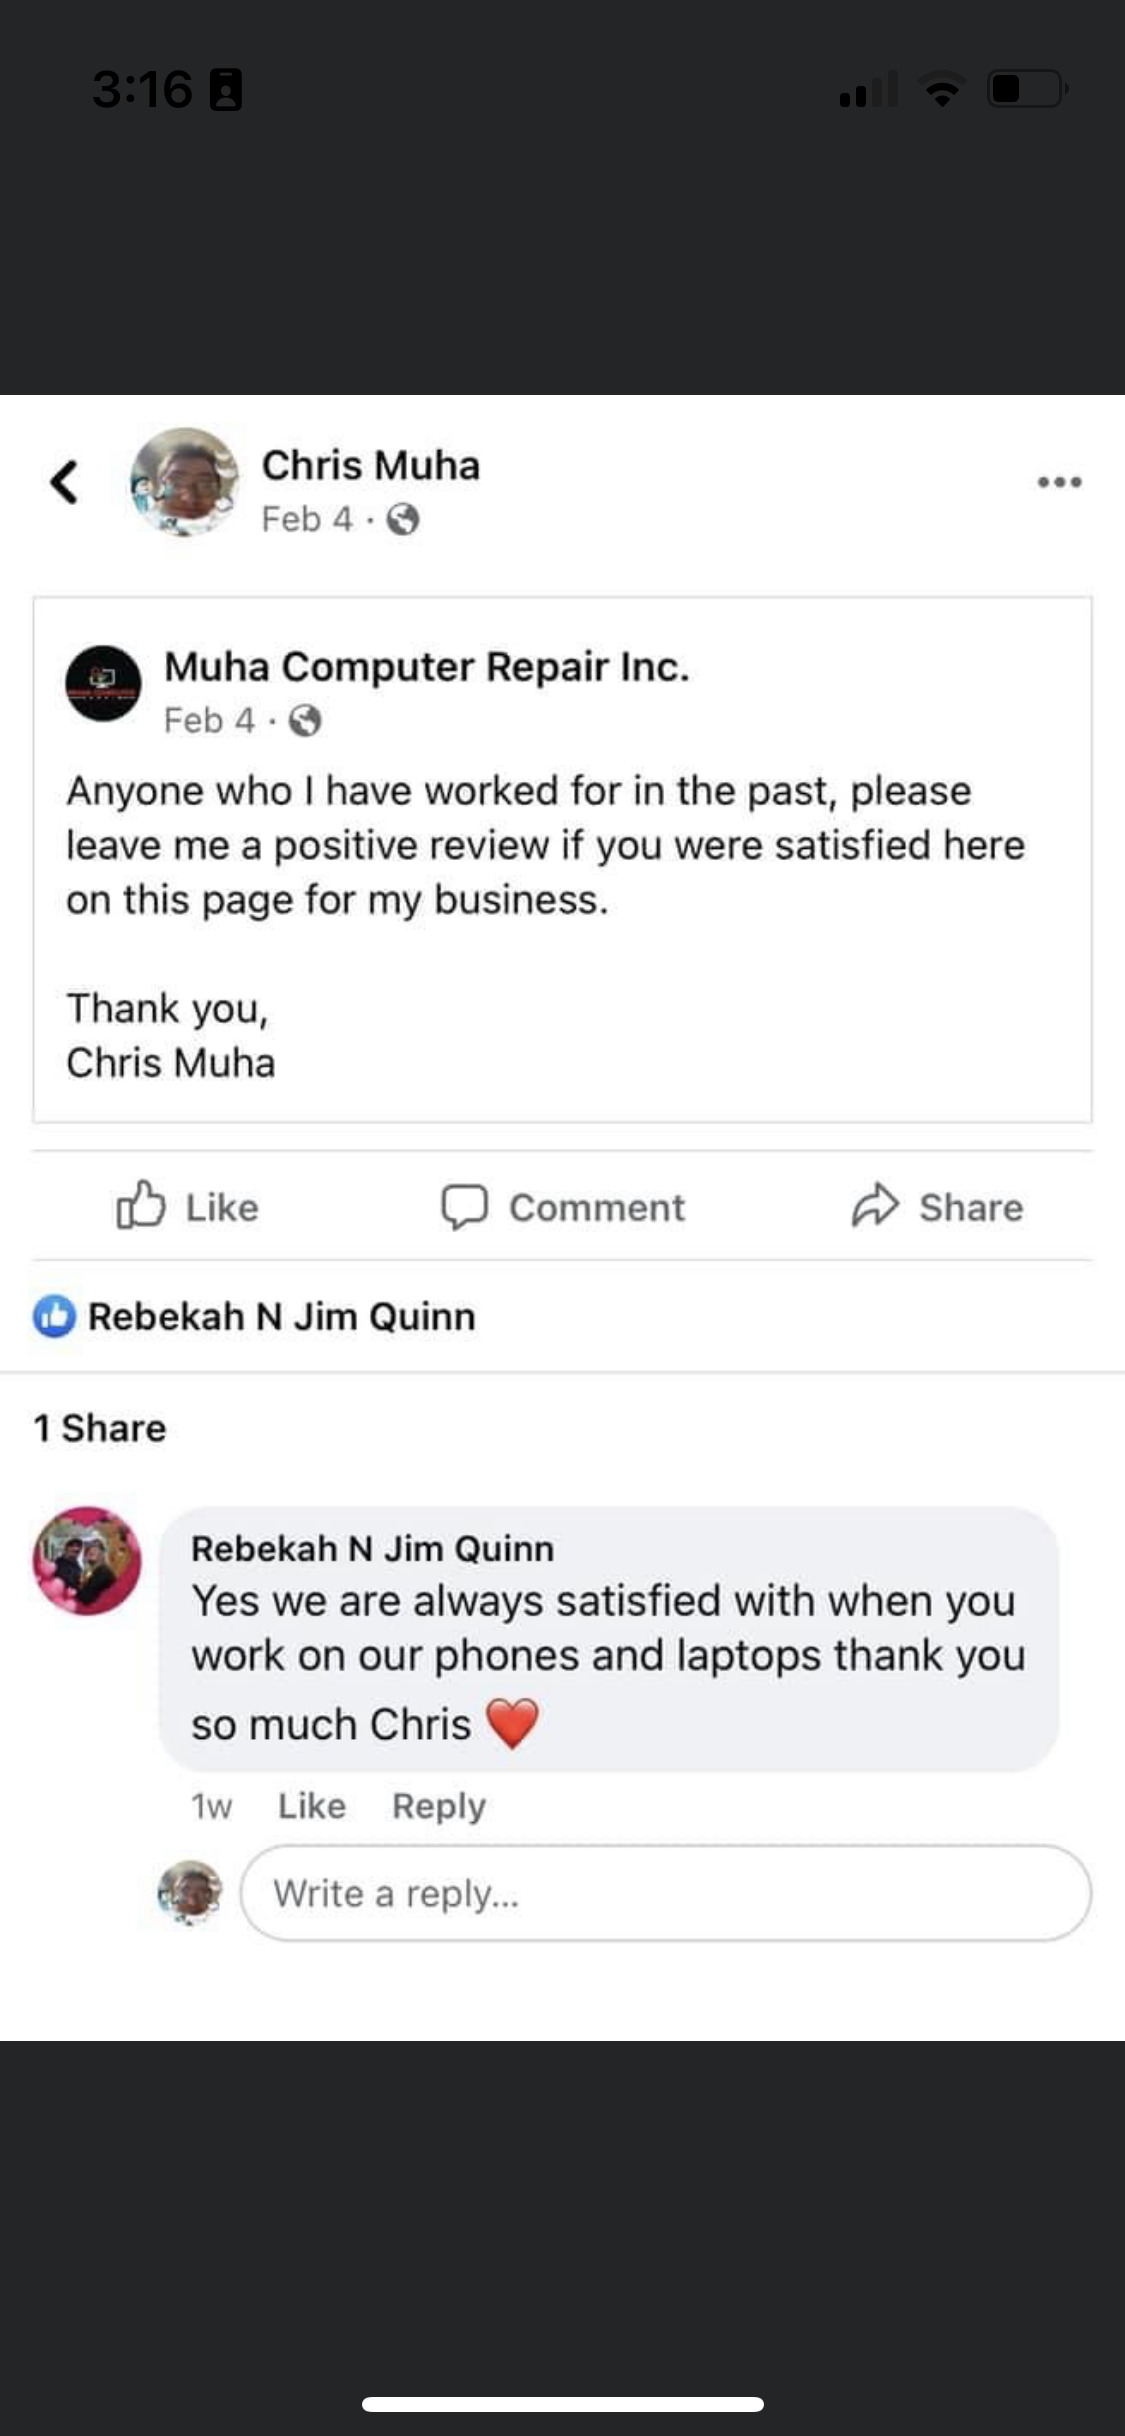 3:16
Chris Muha
Feb 4 ·
Muha Computer Repair Inc.
Feb 4 ·
Anyone who I have worked for in the past, please
leave me a positive review if you were satisfied here
on this page for my business.
Thank you,
Chris Muha
Like Comment Share
Rebekah N Jim Quinn
1 Share
Rebekah N Jim Quinn
Yes we are always satisfied with when you
work on our phones and laptops thank you
so much Chris ❤️
1w Like Reply
Write a reply...